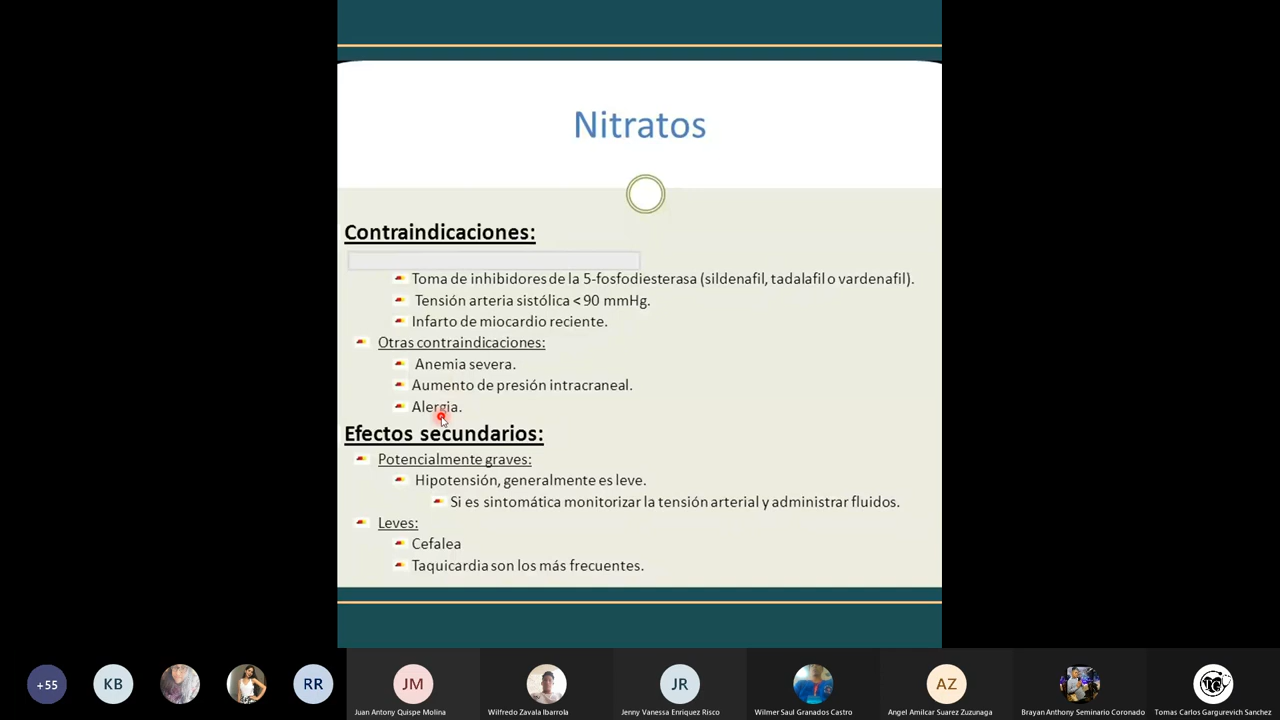 Nitratos
Contraindicaciones:
Toma de inhibidores de la 5-fosfodiesterasa (sildenafil, tadalafil o vardenafil).
Tensión arteria sistólica < 90 mmHg.
Infarto de miocardio reciente.
Otras contraindicaciones:
Anemia severa.
Aumento de presión intracraneal.
Alergia.
Efectos secundarios:
Potencialmente graves:
Hipotensión, generalmente es leve.
Si es sintomática monitorizar la tensión arterial y administrar fluidos.
Leves:
Cefalea
Taquicardia son los más frecuentes.
+55 KB RR JM JR AZ
Juan Antony Quispe Molina Wilfredo Zavala Ibarrola Jenny Vanessa Enriquez Risco Wilmer Saul Granados Castro Angel Amilcar Suarez Zuzunaga Brayan Anthony Seminario Coronado Tomas Carlos Gargurevich Sanchez